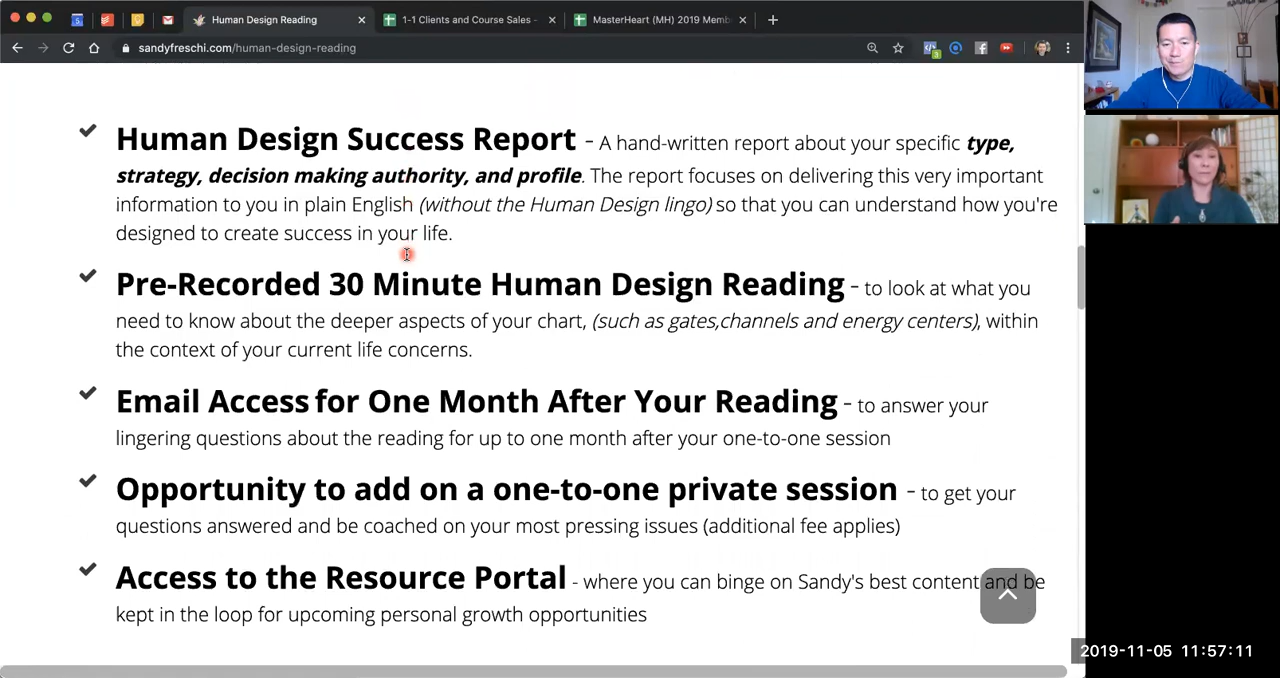 Human Design Reading
1-1 Clients and Course Sales -
MasterHeart (MH) 2019 Memb
sandyfreschi.com/human-design-reading
Human Design Success Report - A hand-written report about your specific type,
strategy, decision making authority, and profile. The report focuses on delivering this very important
information to you in plain English (without the Human Design lingo) so that you can understand how you're
designed to create success in your life.
Pre-Recorded 30 Minute Human Design Reading - to look at what you
need to know about the deeper aspects of your chart, (such as gates,channels and energy centers), within
the context of your current life concerns.
Email Access for One Month After Your Reading - to answer your
lingering questions about the reading for up to one month after your one-to-one session
Opportunity to add on a one-to-one private session - to get your
questions answered and be coached on your most pressing issues (additional fee applies)
Access to the Resource Portal - where you can binge on Sandy's best content and be
kept in the loop for upcoming personal growth opportunities
2019-11-05 11:57:11